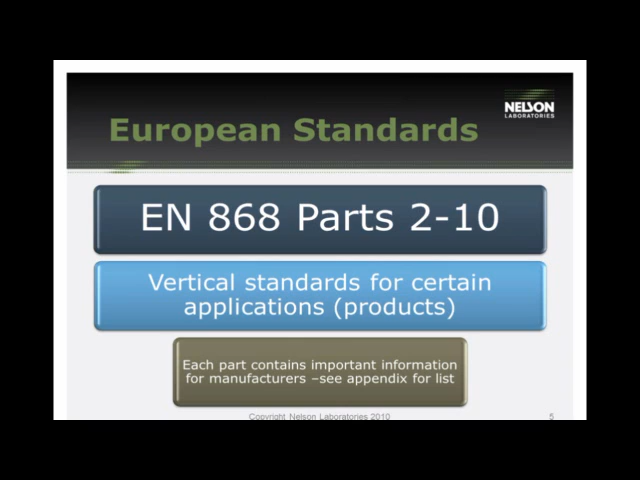 NELSON
LABORATORIES
European Standards
EN 868 Parts 2-10
Vertical standards for certain
applications (products)
Each part contains important information
for manufacturers –see appendix for list
Copyright Nelson Laboratories 2010
5